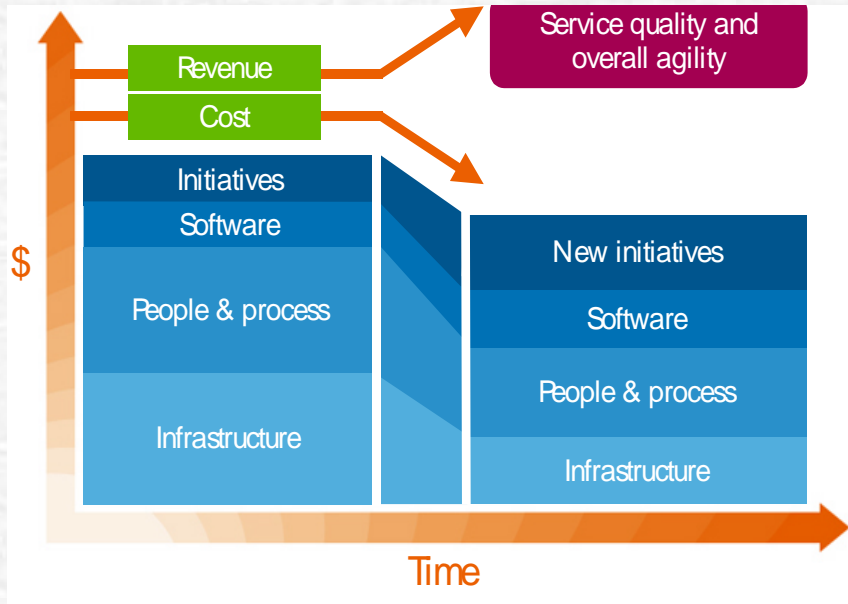 Service quality and
overall agility
Revenue
Cost
Initiatives
Software
People & process
Infrastructure
New initiatives
Software
People & process
Infrastructure
$
Time